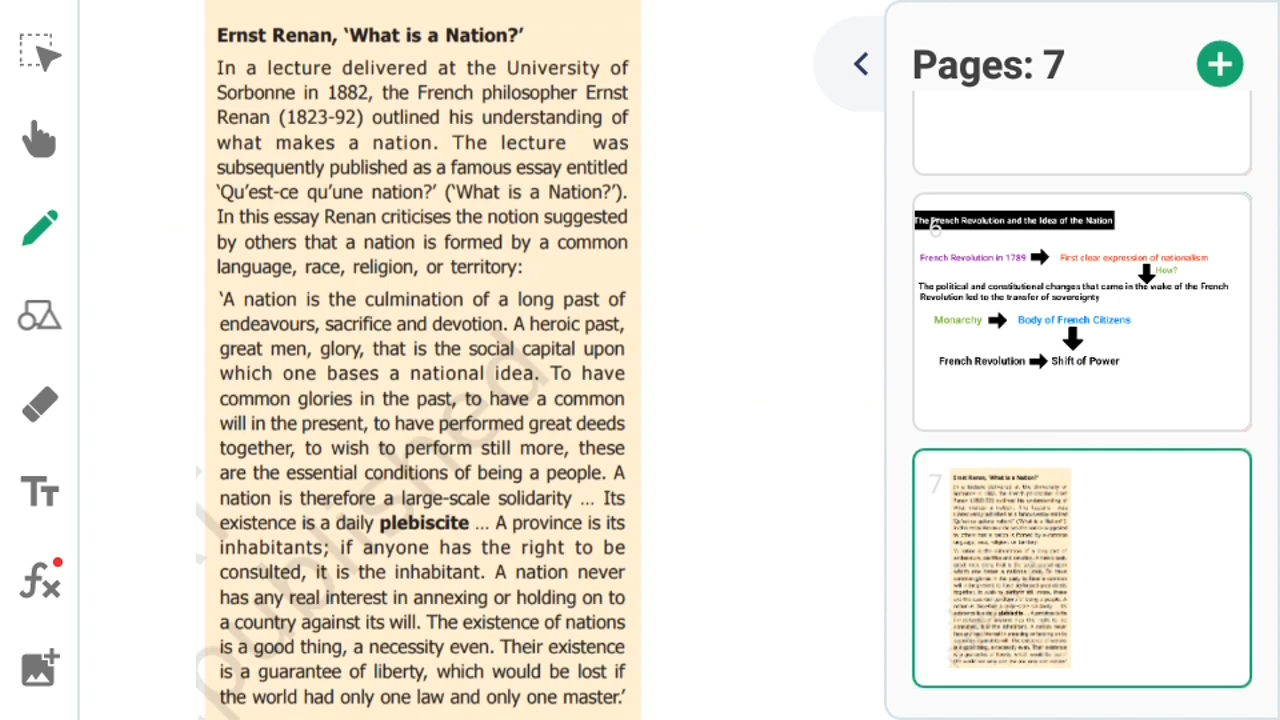 Ernst Renan, ‘What is a Nation?’
In a lecture delivered at the University of
Sorbonne in 1882, the French philosopher Ernst
Renan (1823-92) outlined his understanding of
what makes a nation. The lecture was
subsequently published as a famous essay entitled
‘Qu’est-ce qu’une nation?’ (‘What is a Nation?’).
In this essay Renan criticises the notion suggested
by others that a nation is formed by a common
language, race, religion, or territory:
‘A nation is the culmination of a long past of
endeavours, sacrifice and devotion. A heroic past,
great men, glory, that is the social capital upon
which one bases a national idea. To have
common glories in the past, to have a common
will in the present, to have performed great deeds
together, to wish to perform still more, these
are the essential conditions of being a people. A
nation is therefore a large-scale solidarity … Its
existence is a daily plebiscite … A province is its
inhabitants; if anyone has the right to be
consulted, it is the inhabitant. A nation never
has any real interest in annexing or holding on to
a country against its will. The existence of nations
is a good thing, a necessity even. Their existence
is a guarantee of liberty, which would be lost if
the world had only one law and only one master.’
TT
fx
Pages: 7
6
The French Revolution and the Idea of the Nation
French Revolution in 1789 First clear expression of nationalism
How?
The political and constitutional changes that came in the wake of the French
Revolution led to the transfer of sovereignty
Monarchy Body of French Citizens
French Revolution Shift of Power
7
Ernst Renan, ‘What is a Nation?’